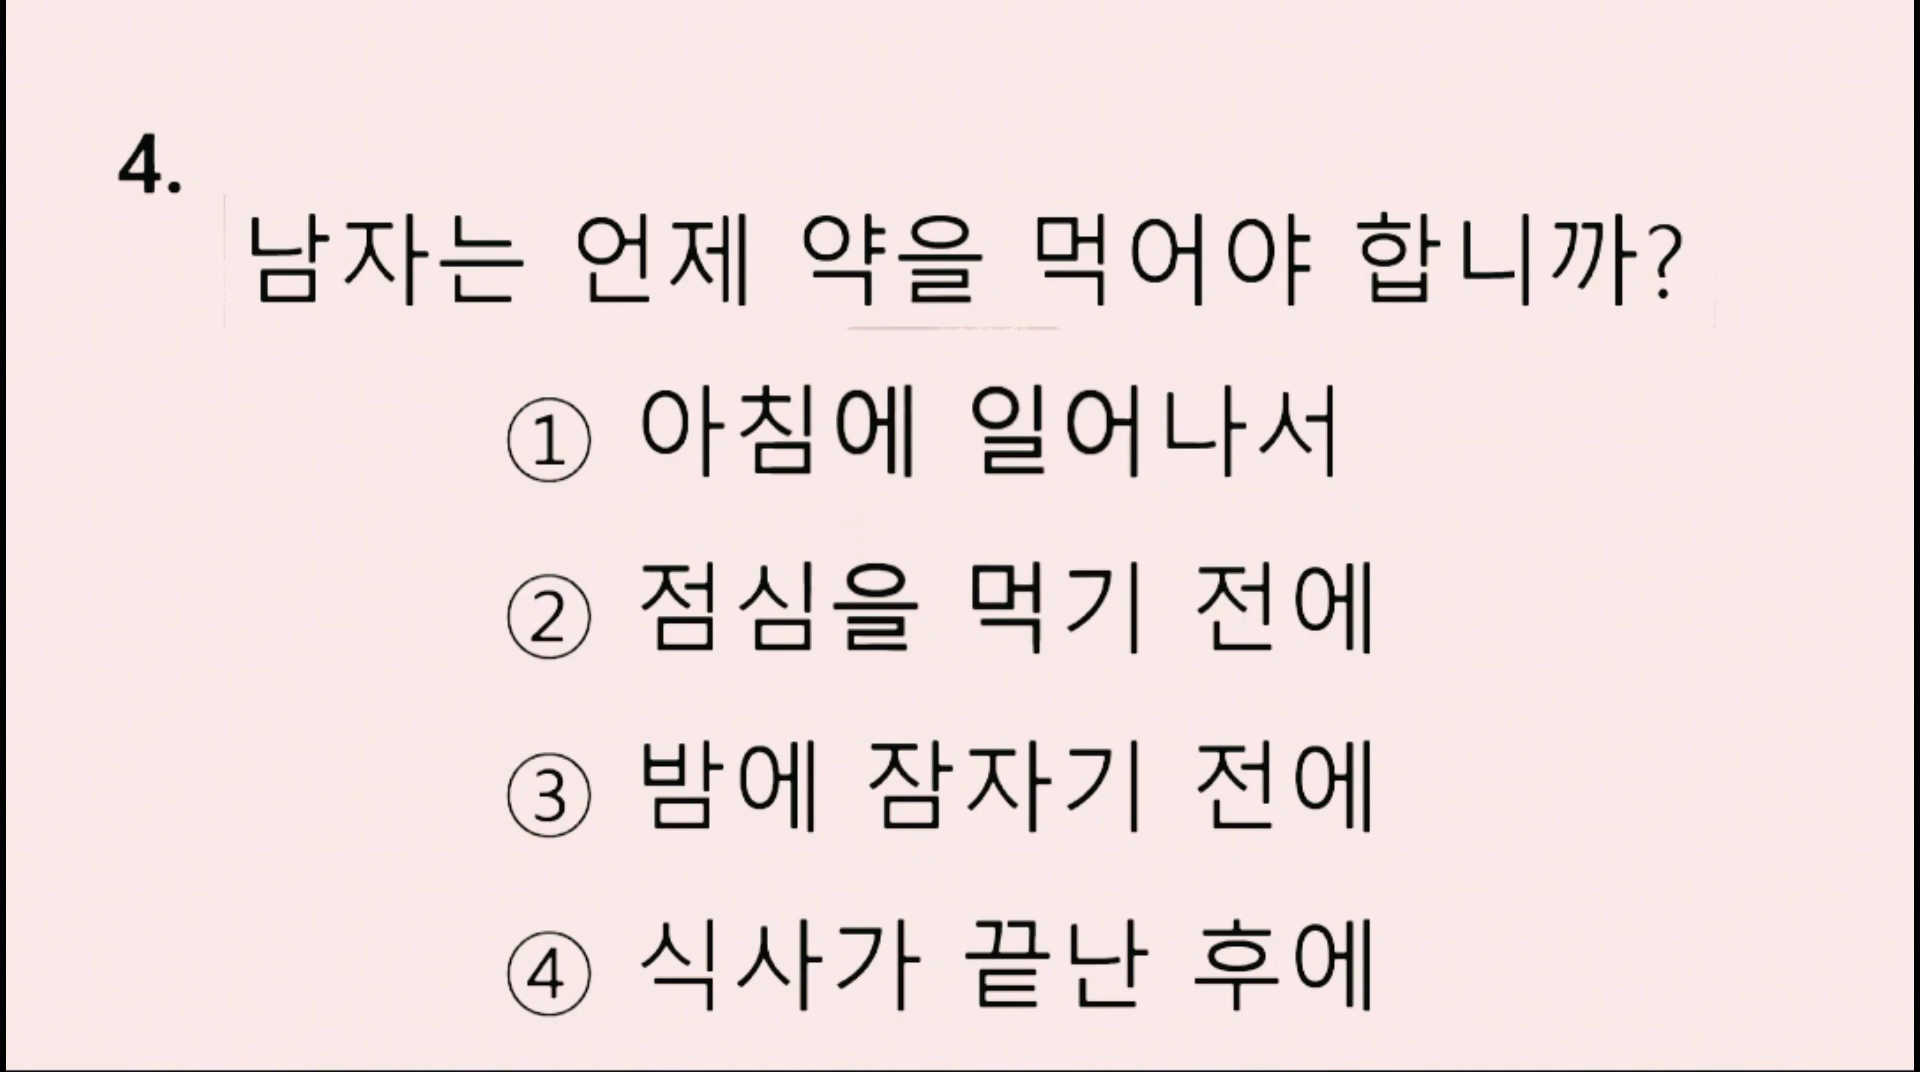 4.
남자는 언제 약을 먹어야 합니까?
① 아침에 일어나서
② 점심을 먹기 전에
③ 밤에 잠자기 전에
④ 식사가 끝난 후에